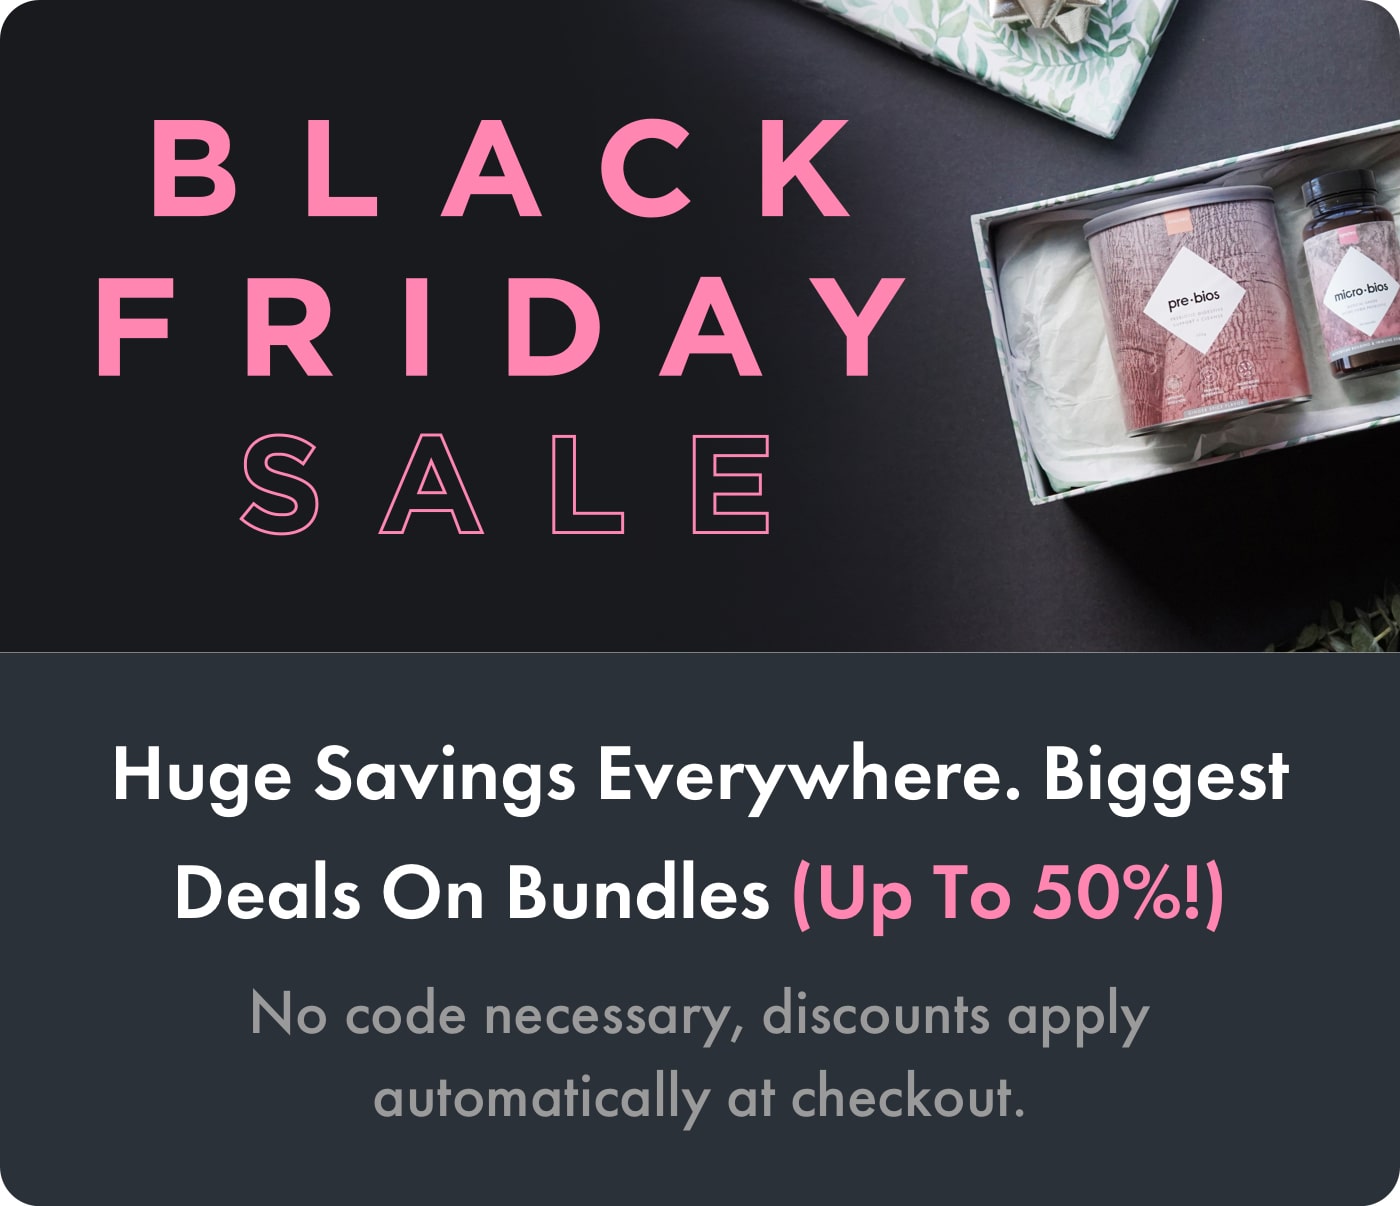 BLACK
FRIDAY
SALE
pre•bios
micro•bios
Huge Savings Everywhere. Biggest
Deals On Bundles (Up To 50%!)
No code necessary, discounts apply
automatically at checkout.